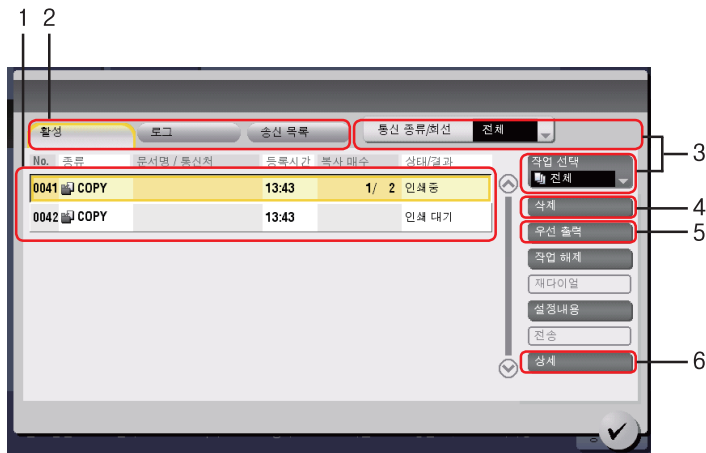 1 2
활성 로그 송신 목록 통신 종류/회선 전체
No. 종류 문서명 / 통신처 등록시간 복사 매수 상태/결과
0041 COPY 13:43 1/ 2 인쇄중
0042 COPY 13:43 인쇄 대기
작업 선택
전체
삭제
우선 출력
작업 해제
재다이얼
설정내용
전송
상세
3
4
5
6